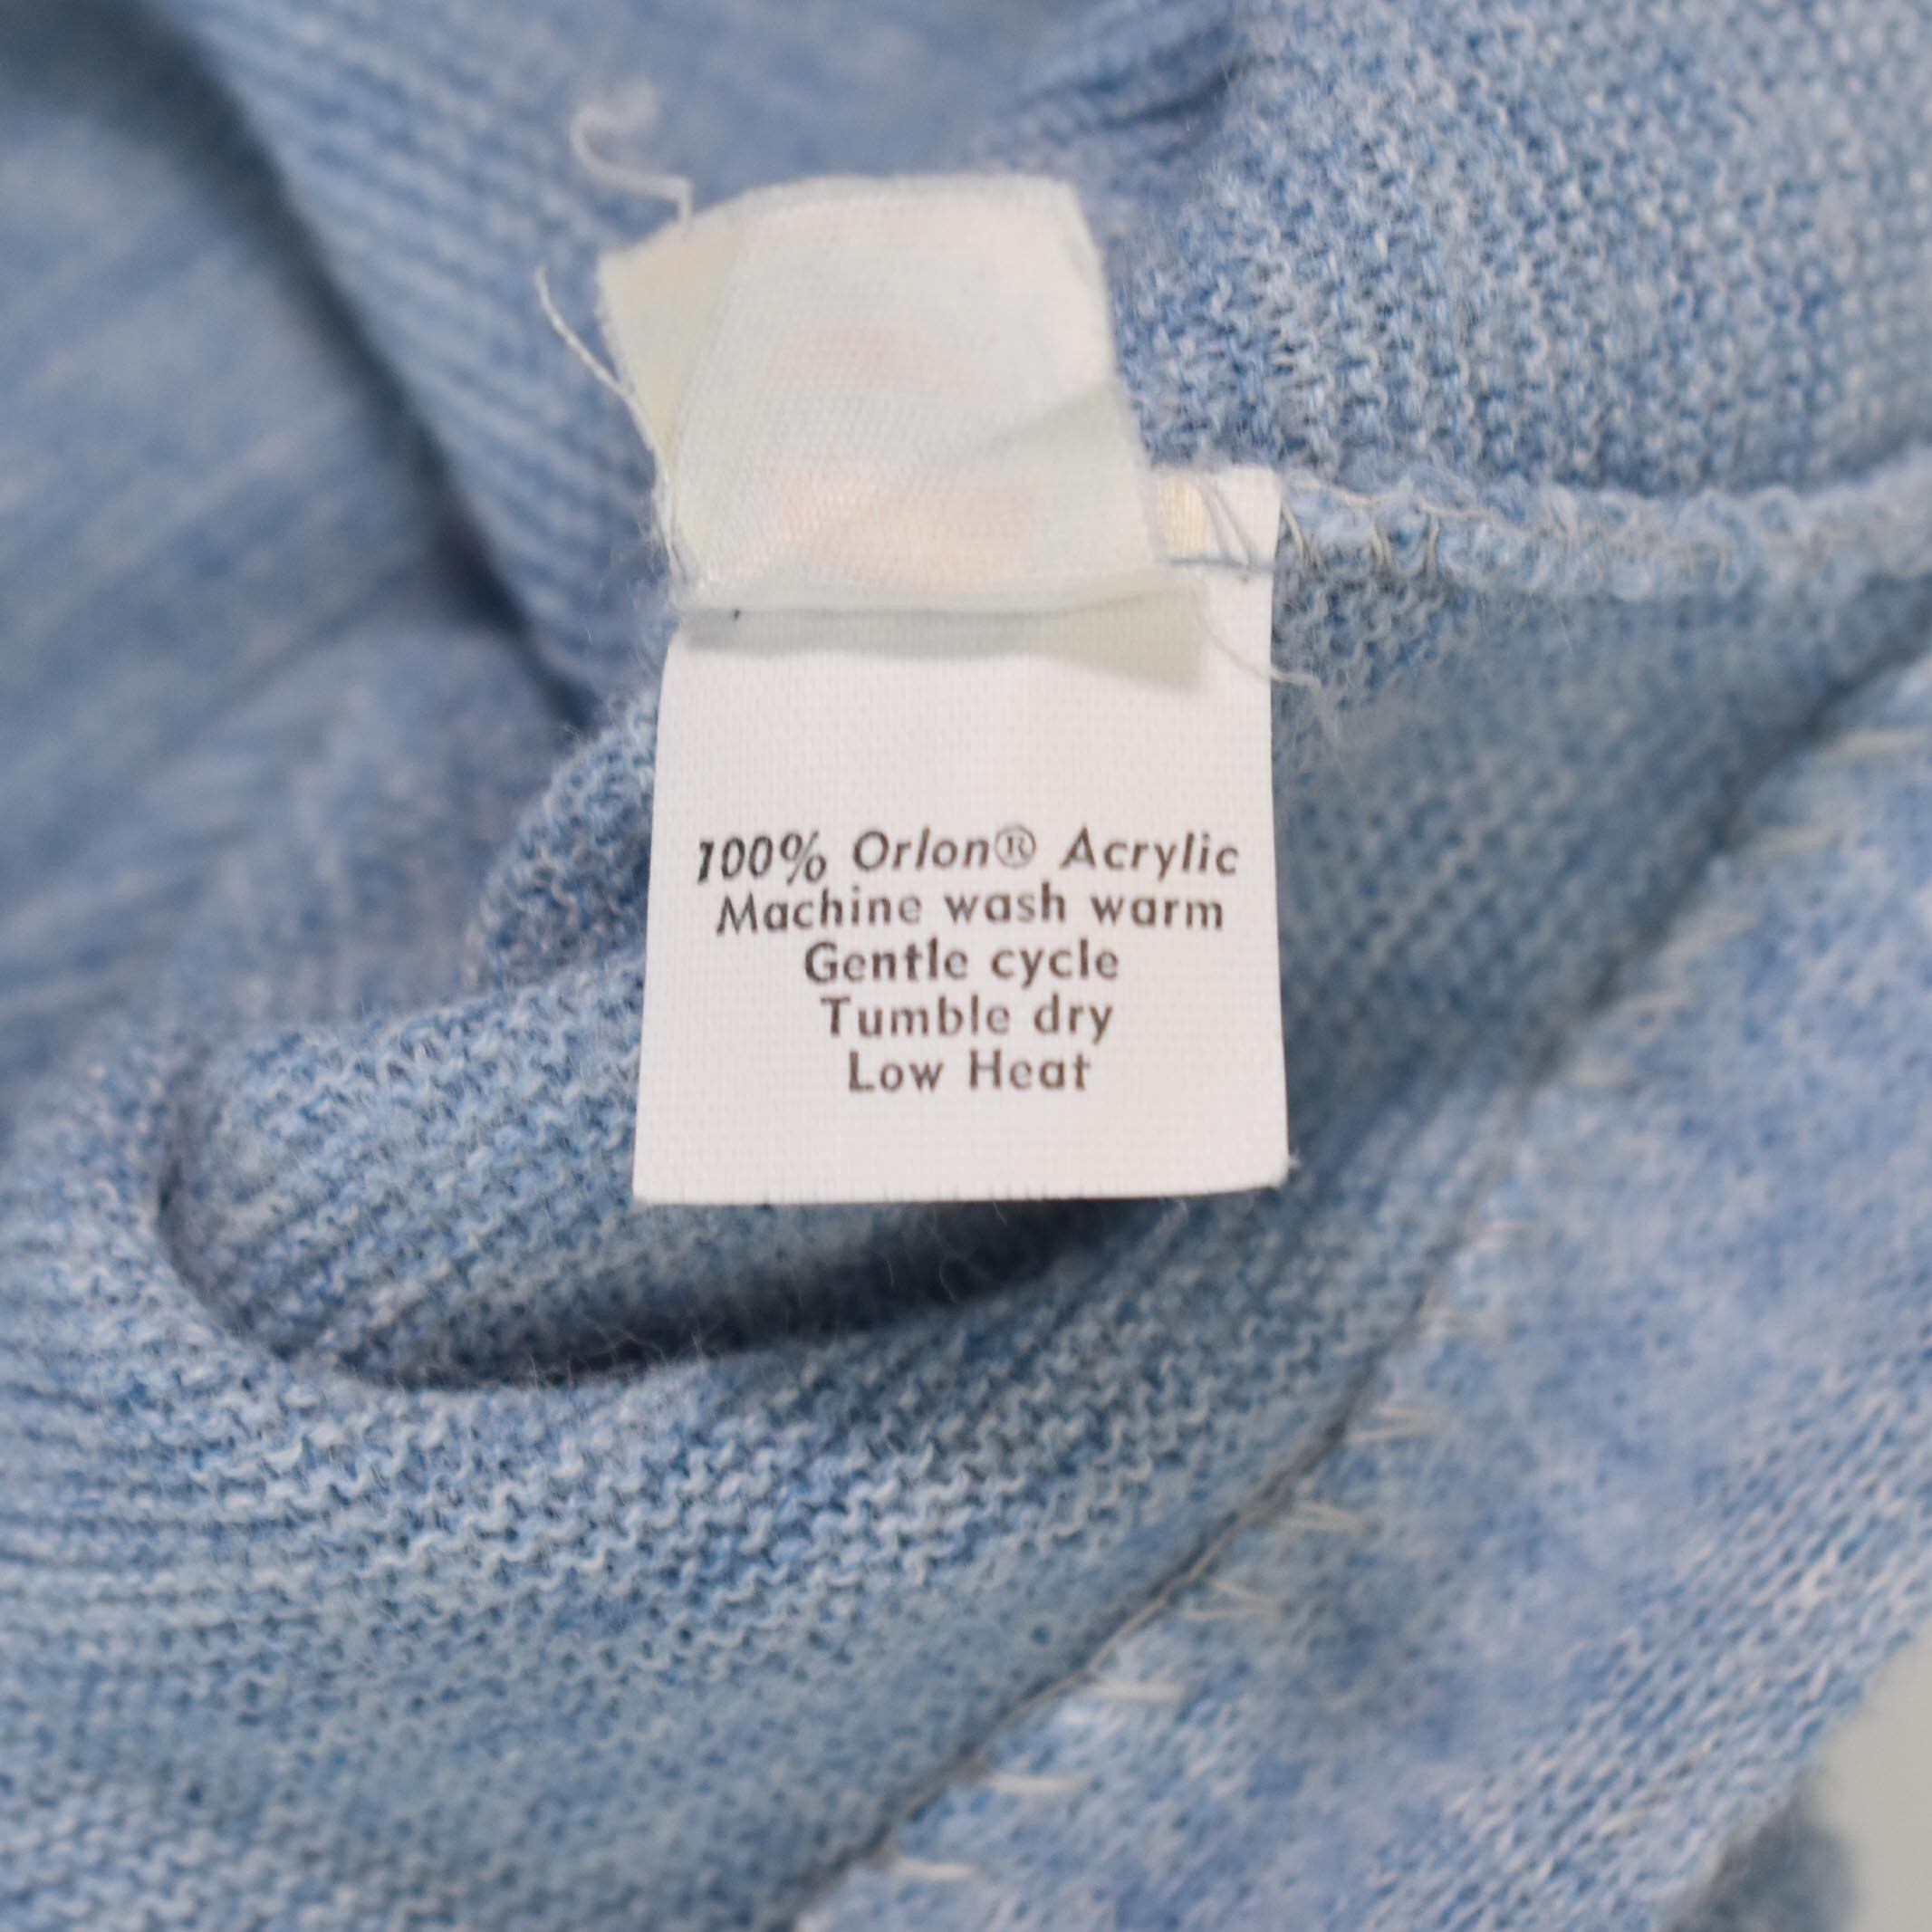 100% Orlon® Acrylic
Machine wash warm
Gentle cycle
Tumble dry
Low Heat